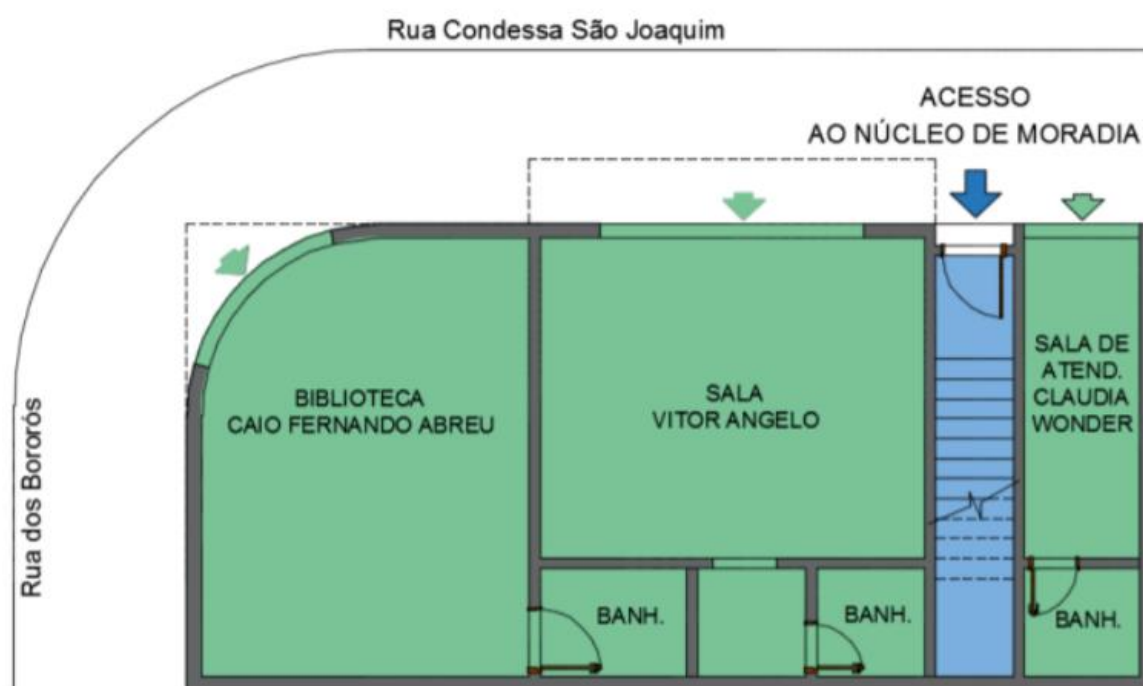 Rua Condessa São Joaquim
ACESSO
AO NÚCLEO DE MORADIA
BIBLIOTECA
CAIO FERNANDO ABREU
SALA
VITOR ANGELO
SALA DE
ATEND.
CLAUDIA
WONDER
Rua dos Bororós
BANH.
BANH.
BANH.